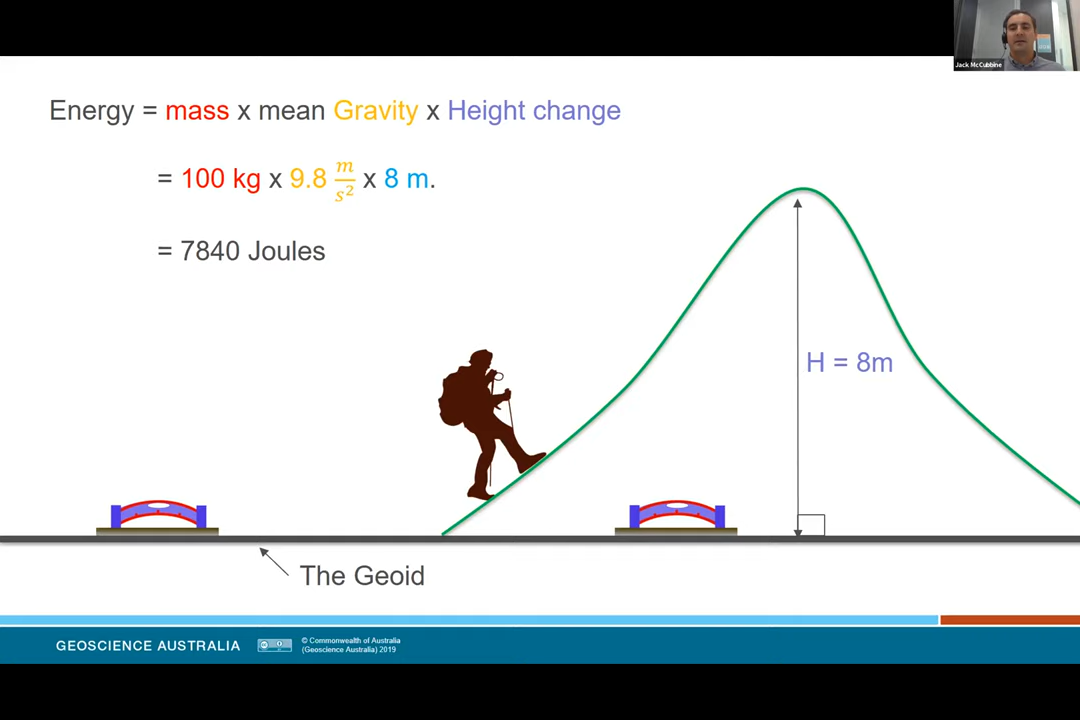 Jack McCubbine
Energy = mass x mean Gravity x Height change
= 100 kg x 9.8 m/s² x 8 m.
= 7840 Joules
H = 8m
The Geoid
GEOSCIENCE AUSTRALIA
© Commonwealth of Australia
(Geoscience Australia) 2019